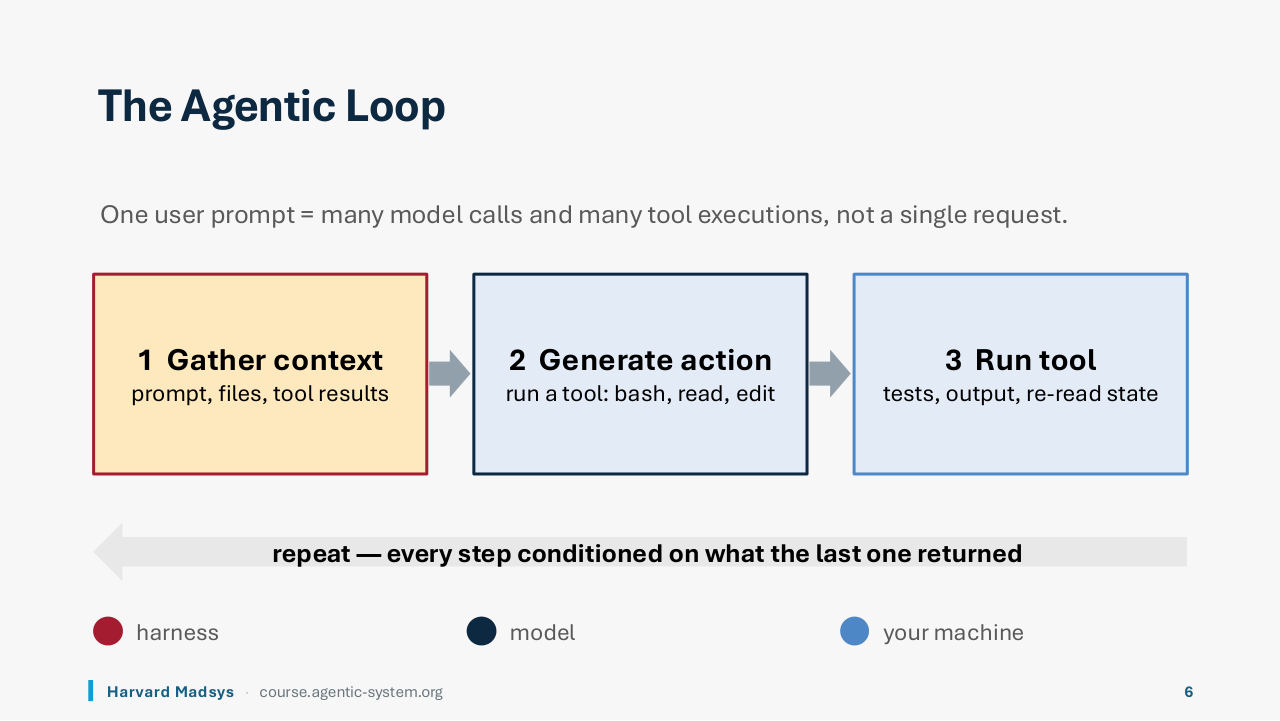 The Agentic Loop
One user prompt = many model calls and many tool executions, not a single request.
1 Gather context
prompt, files, tool results
2 Generate action
run a tool: bash, read, edit
3 Run tool
tests, output, re-read state
repeat — every step conditioned on what the last one returned
harness
model
your machine
Harvard Madsys · course.agentic-system.org
6